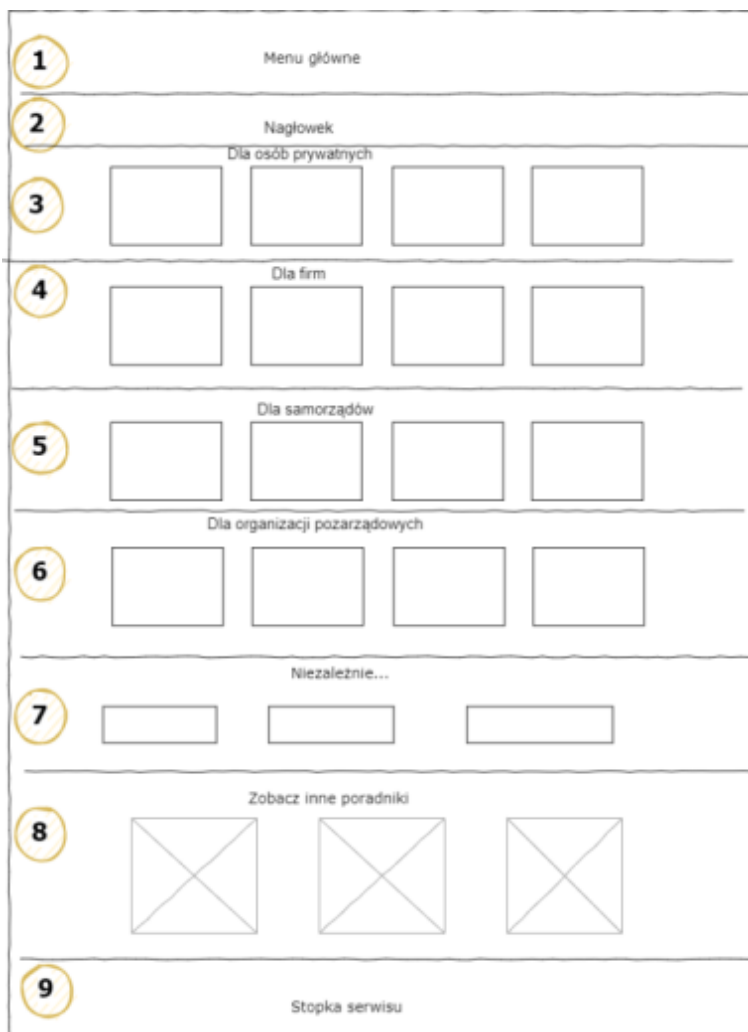 1
Menu główne
2
Nagłowek
Dla osób prywatnych
3
Dla firm
4
Dla samorządów
5
Dla organizacji pozarządowych
6
Niezależnie...
7
Zobacz inne poradniki
8
9
Stopka serwisu